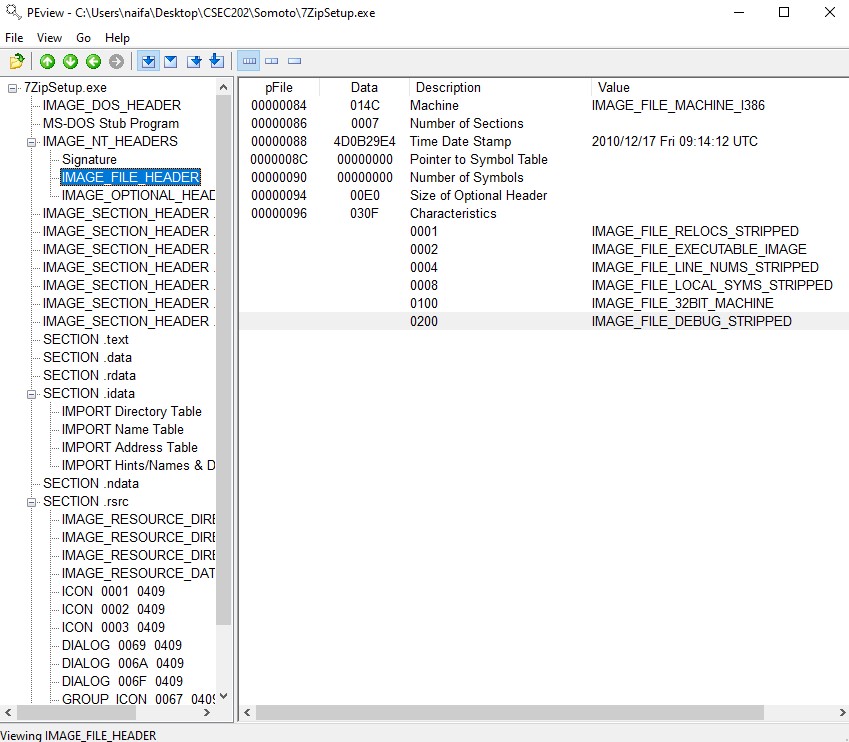 PEview - C:\Users\naifa\Desktop\CSEC202\Somoto\7ZipSetup.exe
File View Go Help
7ZipSetup.exe
IMAGE_DOS_HEADER
MS-DOS Stub Program
IMAGE_NT_HEADERS
Signature
IMAGE_FILE_HEADER
IMAGE_OPTIONAL_HEAD
IMAGE_SECTION_HEADER .
IMAGE_SECTION_HEADER .
IMAGE_SECTION_HEADER .
IMAGE_SECTION_HEADER .
IMAGE_SECTION_HEADER .
IMAGE_SECTION_HEADER .
IMAGE_SECTION_HEADER .
SECTION .text
SECTION .data
SECTION .rdata
SECTION .idata
IMPORT Directory Table
IMPORT Name Table
IMPORT Address Table
IMPORT Hints/Names & D
SECTION .ndata
SECTION .rsrc
IMAGE_RESOURCE_DIRE
IMAGE_RESOURCE_DIRE
IMAGE_RESOURCE_DIRE
IMAGE_RESOURCE_DAT
ICON 0001 0409
ICON 0002 0409
ICON 0003 0409
DIALOG 0069 0409
DIALOG 006A 0409
DIALOG 006F 0409
GROUP_ICON 0067 0409
pFile Data Description Value
00000084 014C Machine IMAGE_FILE_MACHINE_I386
00000086 0007 Number of Sections
00000088 4D0B29E4 Time Date Stamp 2010/12/17 Fri 09:14:12 UTC
0000008C 00000000 Pointer to Symbol Table
00000090 00000000 Number of Symbols
00000094 00E0 Size of Optional Header
00000096 030F Characteristics
0001 IMAGE_FILE_RELOCS_STRIPPED
0002 IMAGE_FILE_EXECUTABLE_IMAGE
0004 IMAGE_FILE_LINE_NUMS_STRIPPED
0008 IMAGE_FILE_LOCAL_SYMS_STRIPPED
0100 IMAGE_FILE_32BIT_MACHINE
0200 IMAGE_FILE_DEBUG_STRIPPED
Viewing IMAGE_FILE_HEADER